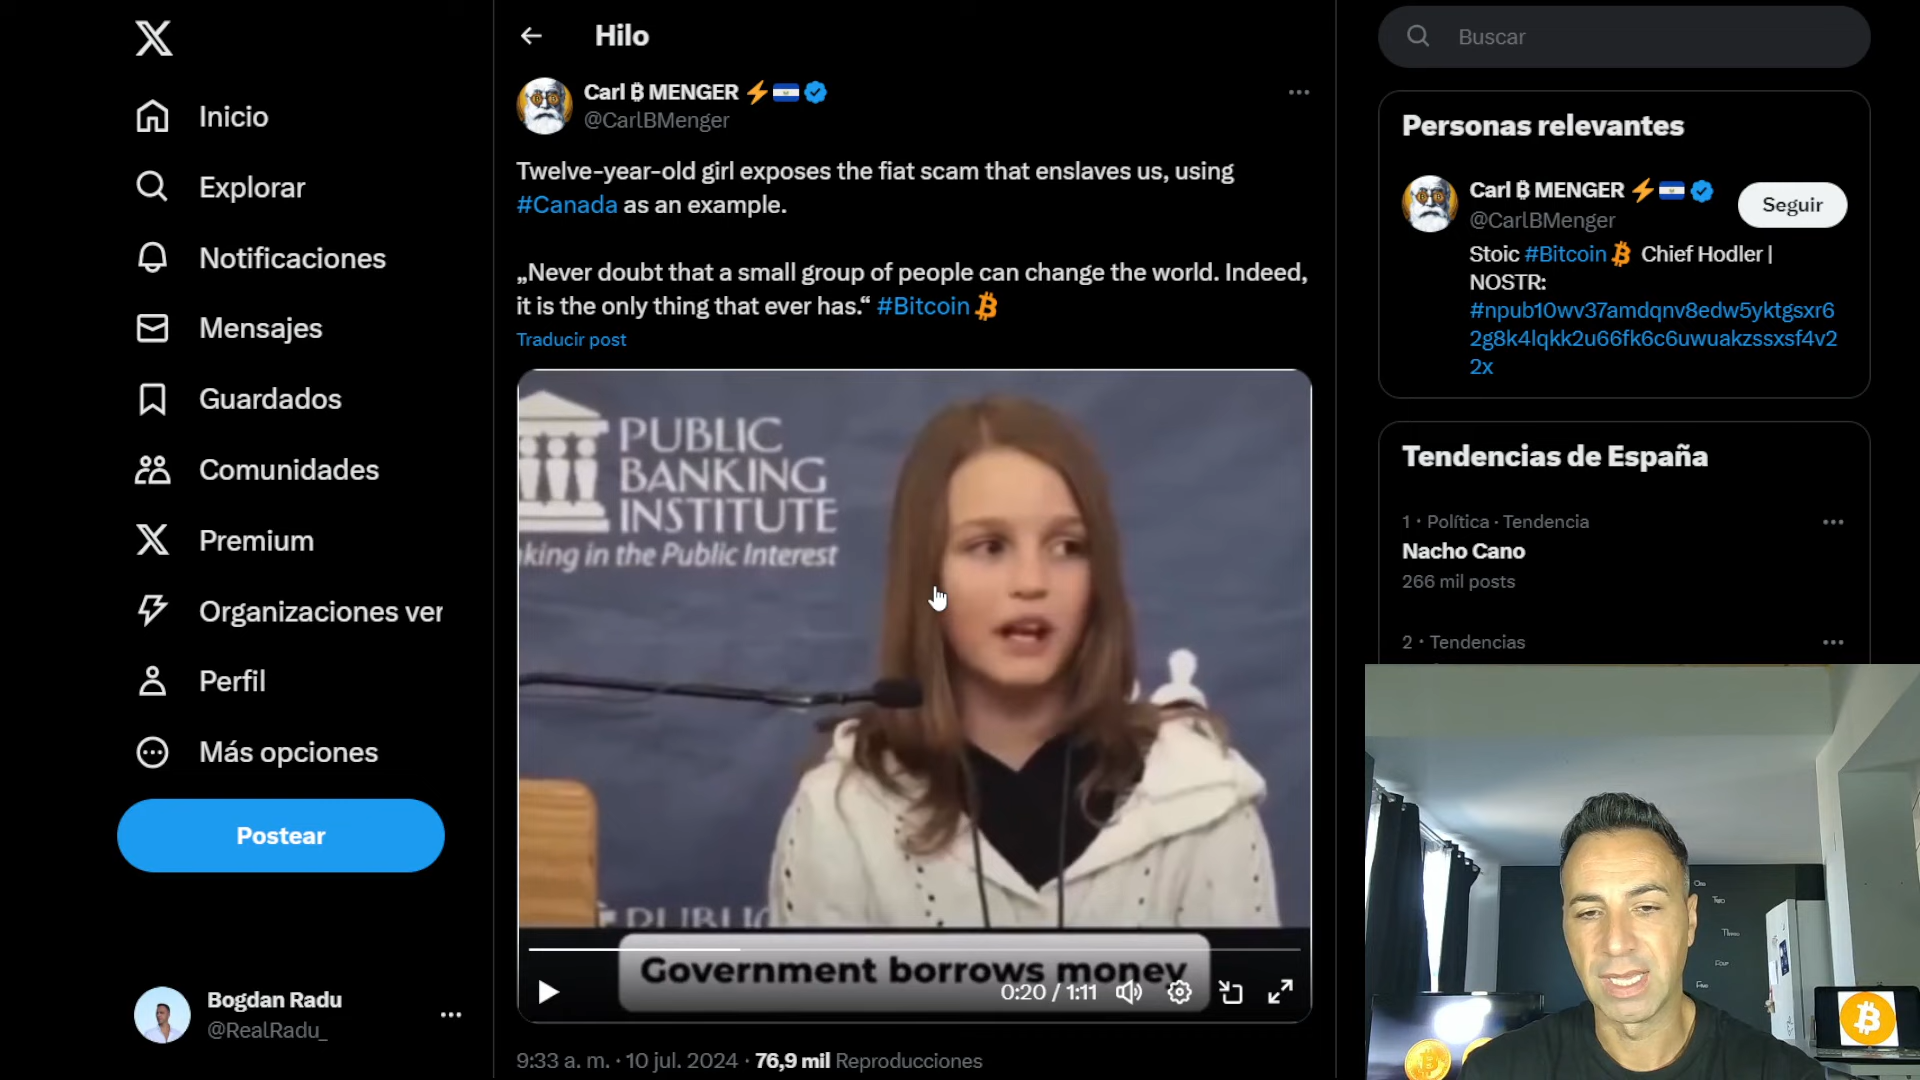 Hilo
Buscar
Inicio
Explorar
Notificaciones
Mensajes
Guardados
Comunidades
Premium
Organizaciones ver
Perfil
Más opciones
Postear
Bogdan Radu
@RealRadu_
Carl ₿ MENGER
@CarlBMenger
Twelve-year-old girl exposes the fiat scam that enslaves us, using
#Canada as an example.
„Never doubt that a small group of people can change the world. Indeed,
it is the only thing that ever has.“ #Bitcoin
Traducir post
PUBLIC
BANKING
INSTITUTE
king in the Public Interest
Government borrows money
0:20 / 1:11
9:33 a. m. · 10 jul. 2024 · 76,9 mil Reproducciones
Personas relevantes
Carl ₿ MENGER
@CarlBMenger
Seguir
Stoic #Bitcoin Chief Hodler |
NOSTR:
#npub10wv37amdqnv8edw5yktgsxr6
2g8k4lqkk2u66fk6c6uwuakzssxsf4v2
2x
Tendencias de España
1 · Política · Tendencia
Nacho Cano
266 mil posts
2 · Tendencias
One
Two
Three
Four
Five